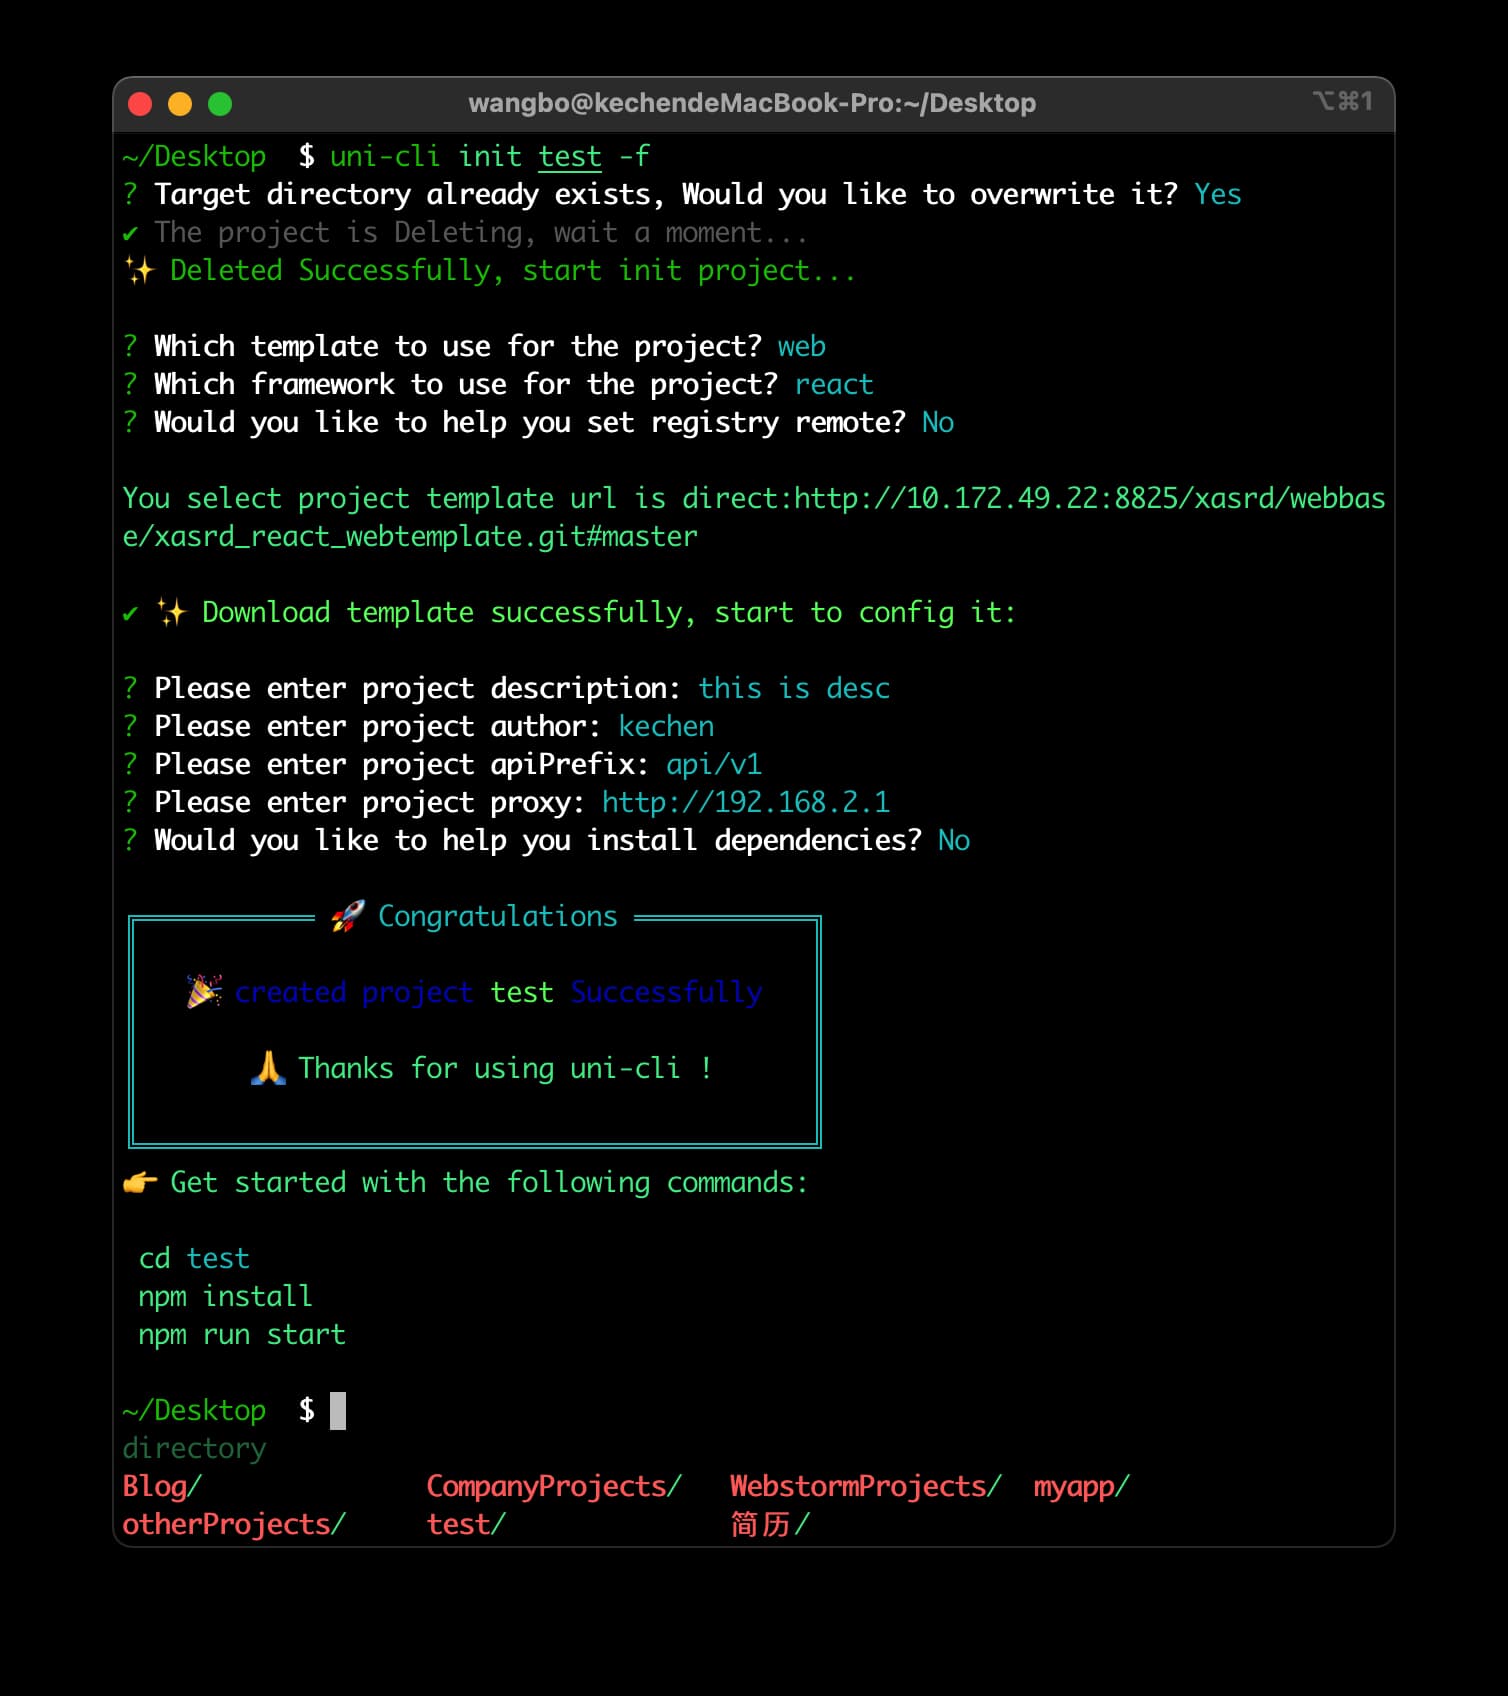 wangbo@kechendeMacBook-Pro:~/Desktop ⌥⌘1
~/Desktop $ uni-cli init test -f
? Target directory already exists, Would you like to overwrite it? Yes
✔ The project is Deleting, wait a moment...
✨ Deleted Successfully, start init project...
? Which template to use for the project? web
? Which framework to use for the project? react
? Would you like to help you set registry remote? No
You select project template url is direct:http://10.172.49.22:8825/xasrd/webbas
e/xasrd_react_webtemplate.git#master
✔ ✨ Download template successfully, start to config it:
? Please enter project description: this is desc
? Please enter project author: kechen
? Please enter project apiPrefix: api/v1
? Please enter project proxy: http://192.168.2.1
? Would you like to help you install dependencies? No
🚀 Congratulations
🎉 created project test Successfully
🙏 Thanks for using uni-cli !
👉 Get started with the following commands:
cd test
npm install
npm run start
~/Desktop $
directory
Blog/ CompanyProjects/ WebstormProjects/ myapp/
otherProjects/ test/ 简历/